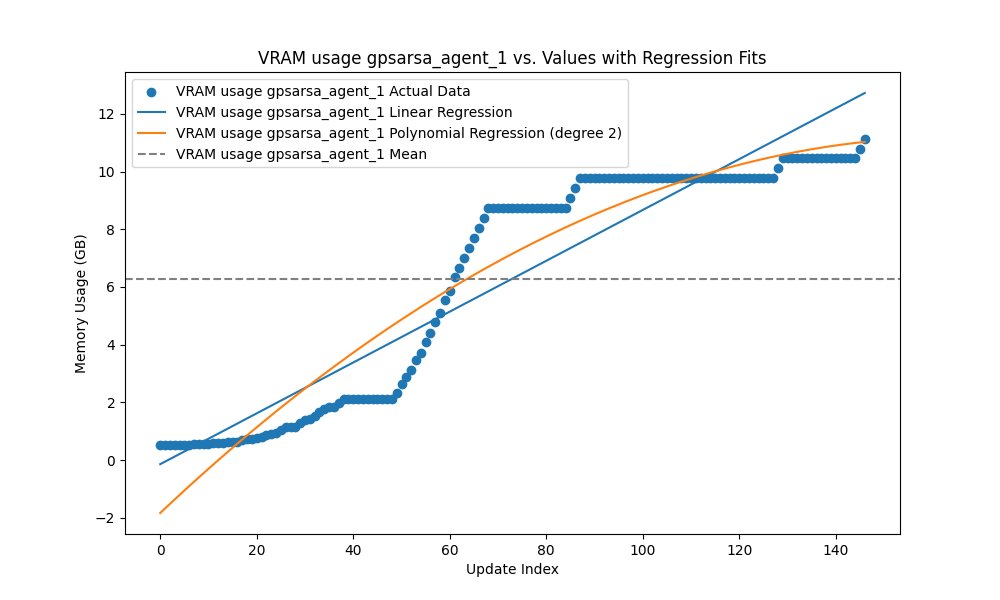 VRAM usage gpsarsa_agent_1 vs. Values with Regression Fits
VRAM usage gpsarsa_agent_1 Actual Data
VRAM usage gpsarsa_agent_1 Linear Regression
VRAM usage gpsarsa_agent_1 Polynomial Regression (degree 2)
VRAM usage gpsarsa_agent_1 Mean
Memory Usage (GB)
12
10
8
6
4
2
0
−2
0 20 40 60 80 100 120 140
Update Index